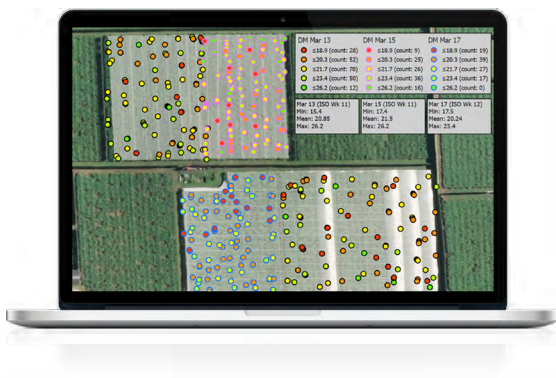 DM Mar 13 DM Mar 15 DM Mar 17
≤18.9 (count: 28) ≤18.9 (count: 9) ≤18.9 (count: 19)
≤20.3 (count: 52) ≤20.3 (count: 25) ≤20.3 (count: 39)
≤21.7 (count: 70) ≤21.7 (count: 26) ≤21.7 (count: 27)
≤23.4 (count: 50) ≤23.4 (count: 36) ≤23.4 (count: 17)
≤26.2 (count: 12) ≤26.2 (count: 16) ≤26.2 (count: 0)
Mar 13 (ISO Wk 11) Mar 15 (ISO Wk 11) Mar 17 (ISO Wk 12)
Min: 15.4 Min: 17.4 Min: 17.5
Mean: 20.85 Mean: 21.5 Mean: 20.24
Max: 26.2 Max: 26.2 Max: 23.4